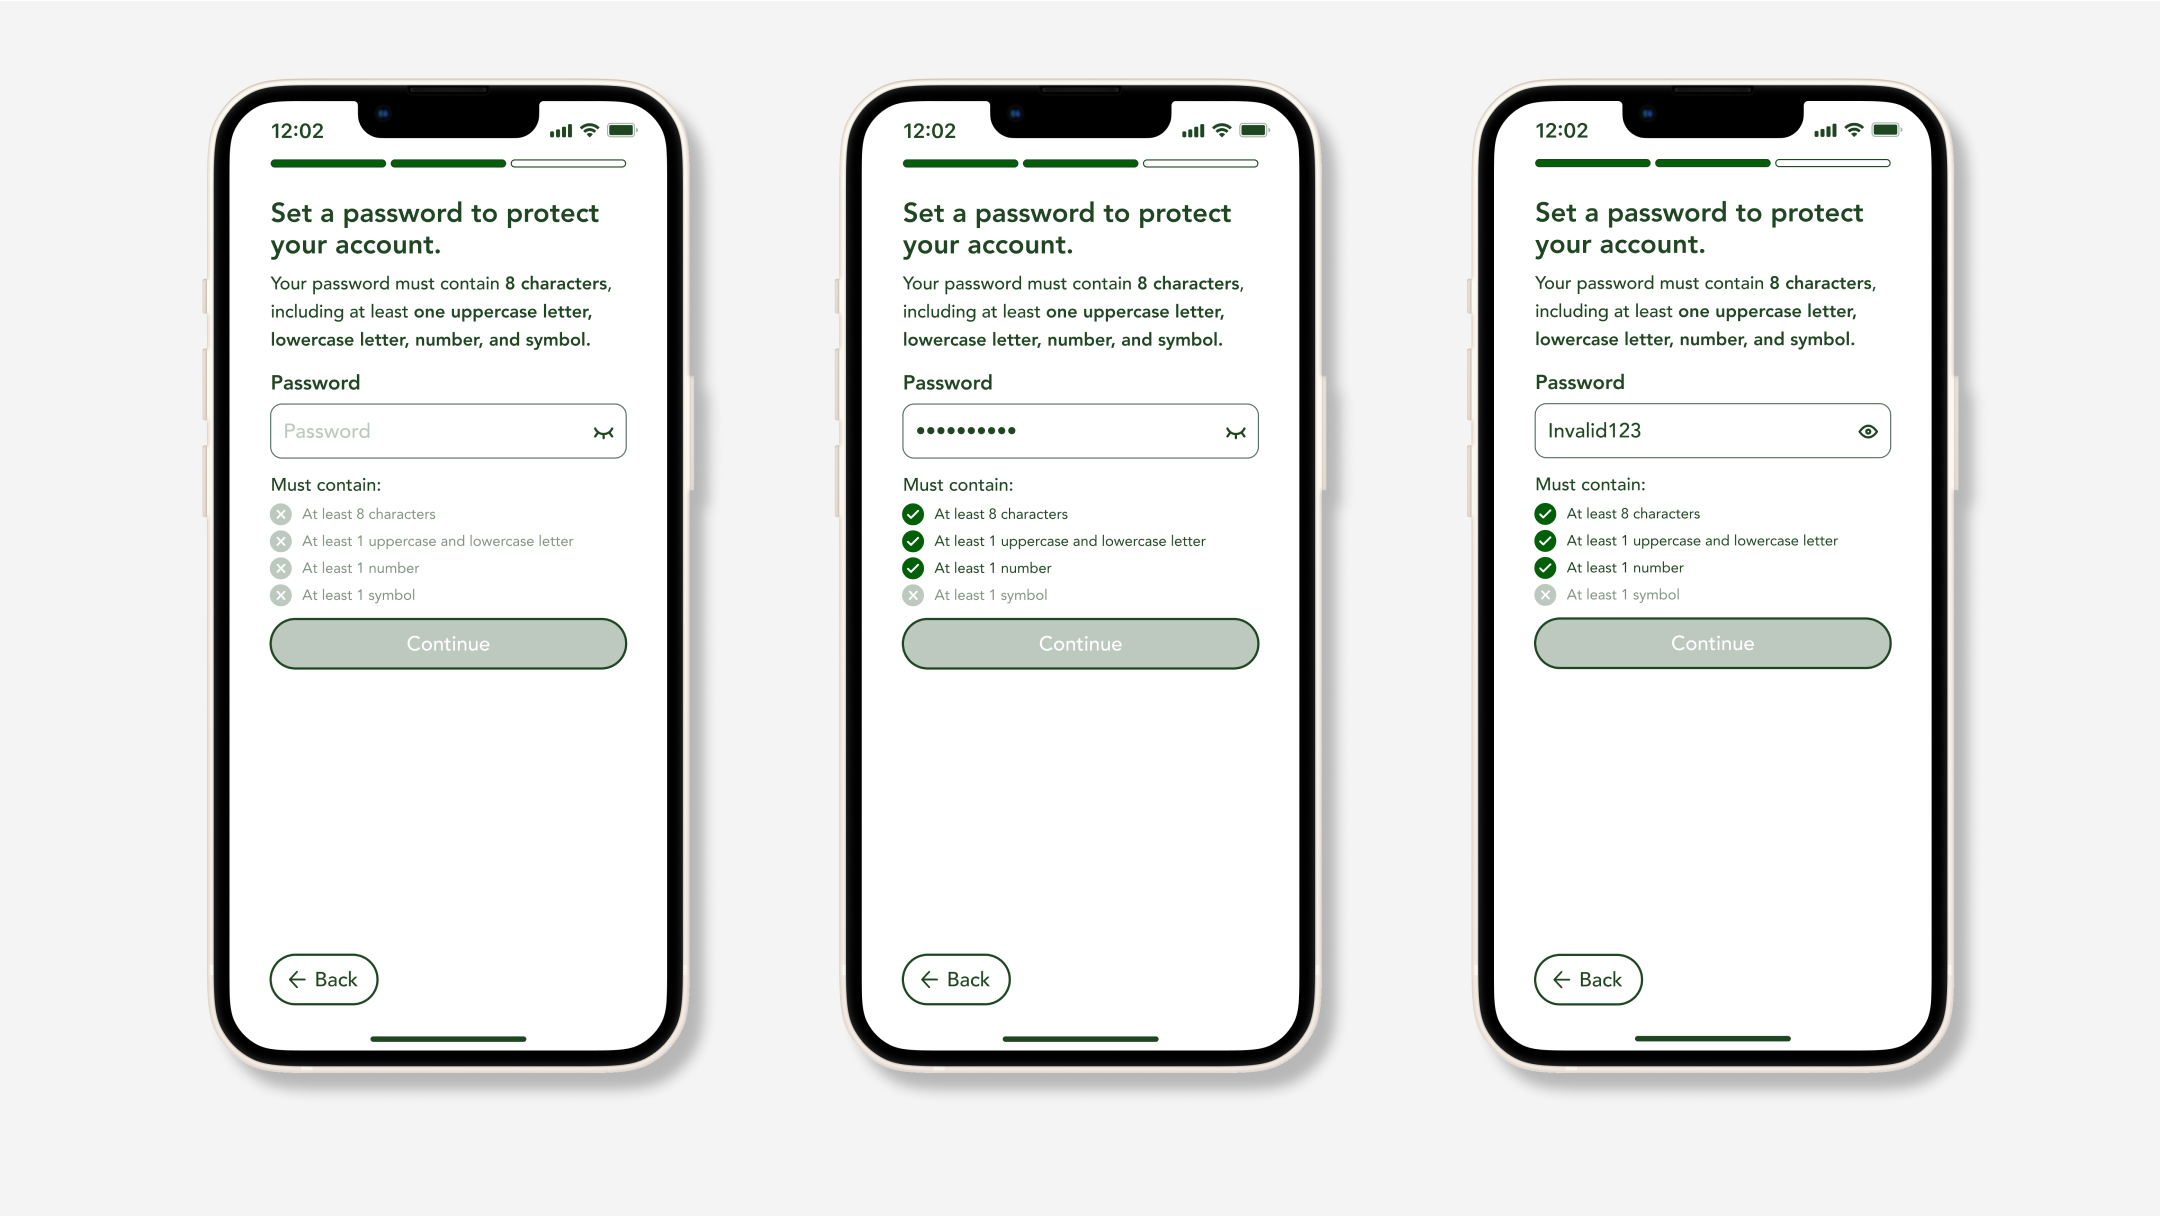 12:02
Set a password to protect
your account.
Your password must contain 8 characters,
including at least one uppercase letter,
lowercase letter, number, and symbol.
Password
Password
Must contain:
At least 8 characters
At least 1 uppercase and lowercase letter
At least 1 number
At least 1 symbol
Continue
Back
12:02
Set a password to protect
your account.
Your password must contain 8 characters,
including at least one uppercase letter,
lowercase letter, number, and symbol.
Password
••••••••••
Must contain:
At least 8 characters
At least 1 uppercase and lowercase letter
At least 1 number
At least 1 symbol
Continue
Back
12:02
Set a password to protect
your account.
Your password must contain 8 characters,
including at least one uppercase letter,
lowercase letter, number, and symbol.
Password
Invalid123
Must contain:
At least 8 characters
At least 1 uppercase and lowercase letter
At least 1 number
At least 1 symbol
Continue
Back